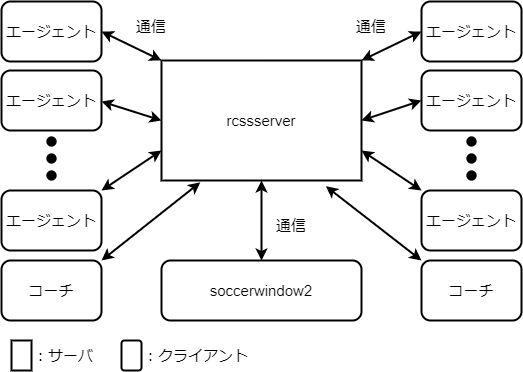 エージェント
通信
通信
エージェント
エージェント
rcssserver
エージェント
エージェント
通信
エージェント
コーチ
soccerwindow2
コーチ
：サーバ
：クライアント